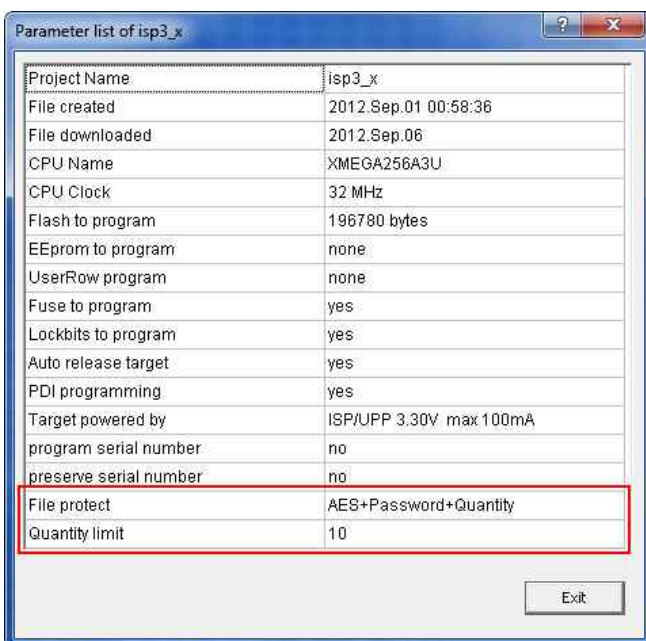 Parameter list of isp3_x
Project Name isp3_x
File created 2012.Sep.01 00:58:36
File downloaded 2012.Sep.06
CPU Name XMEGA256A3U
CPU Clock 32 MHz
Flash to program 196780 bytes
EEprom to program none
UserRow program none
Fuse to program yes
Lockbits to program yes
Auto release target yes
PDI programming yes
Target powered by ISP/UPP 3.30V max 100mA
program serial number no
preserve serial number no
File protect AES+Password+Quantity
Quantity limit 10
Exit